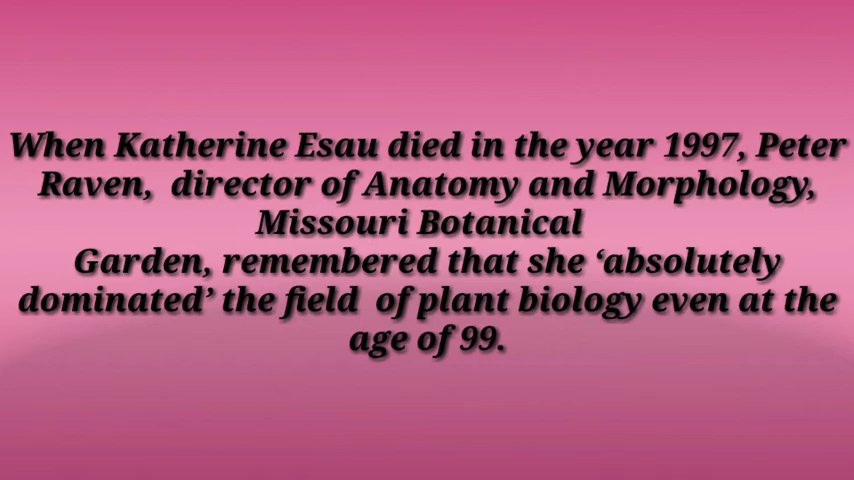 When Katherine Esau died in the year 1997, Peter
Raven,  director of Anatomy and Morphology,
Missouri Botanical
Garden, remembered that she ‘absolutely
dominated’ the field  of plant biology even at the
age of 99.